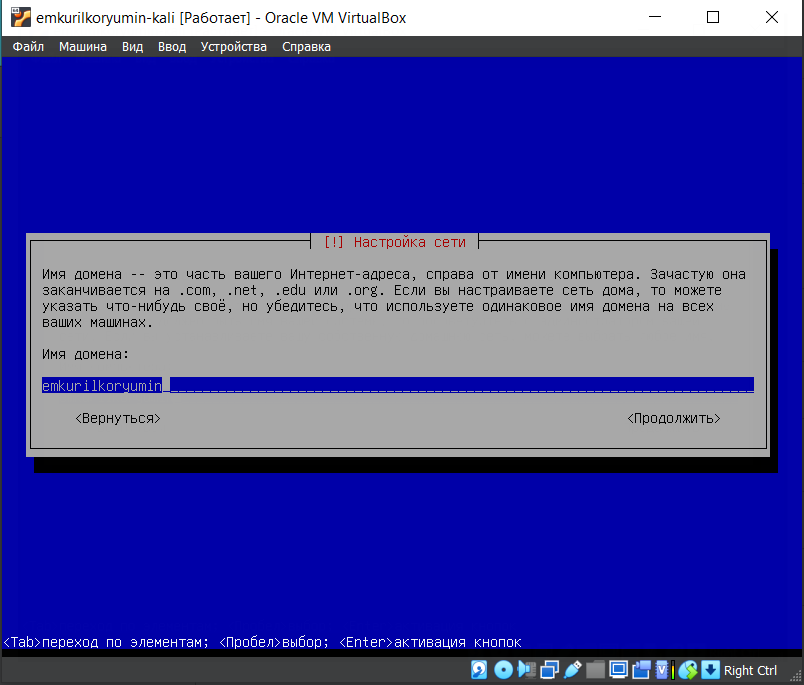 emkurilkoryumin-kali [Работает] - Oracle VM VirtualBox
Файл Машина Вид Ввод Устройства Справка
[!] Настройка сети
Имя домена -- это часть вашего Интернет-адреса, справа от имени компьютера. Зачастую она
заканчивается на .com, .net, .edu или .org. Если вы настраиваете сеть дома, то можете
указать что-нибудь своё, но убедитесь, что используете одинаковое имя домена на всех
ваших машинах.
Имя домена:
emkurilkoryumin
<Вернуться> <Продолжить>
<Tab>переход по элементам; <Пробел>выбор; <Enter>активация кнопок
Right Ctrl